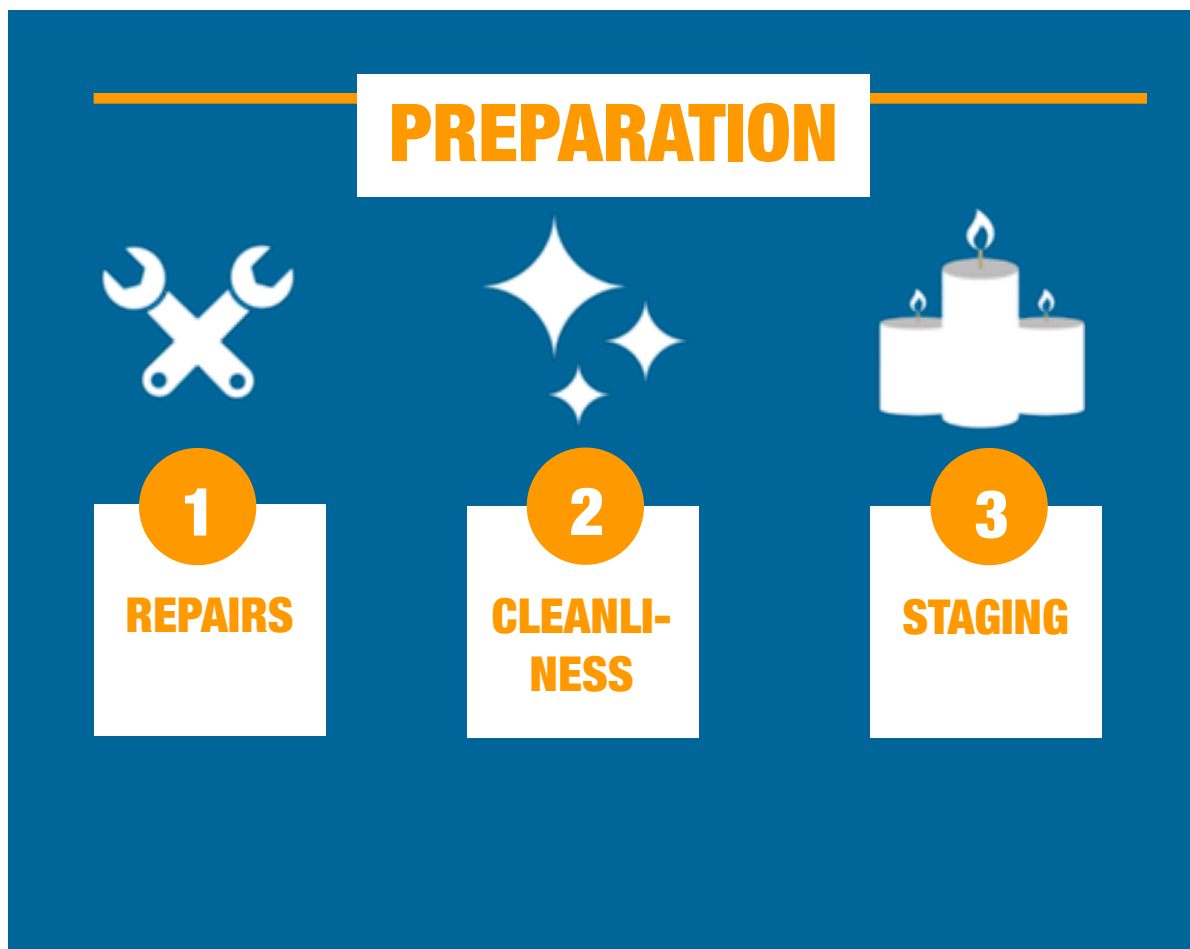 PREPARATION
1
REPAIRS
2
CLEANLI-
NESS
3
STAGING